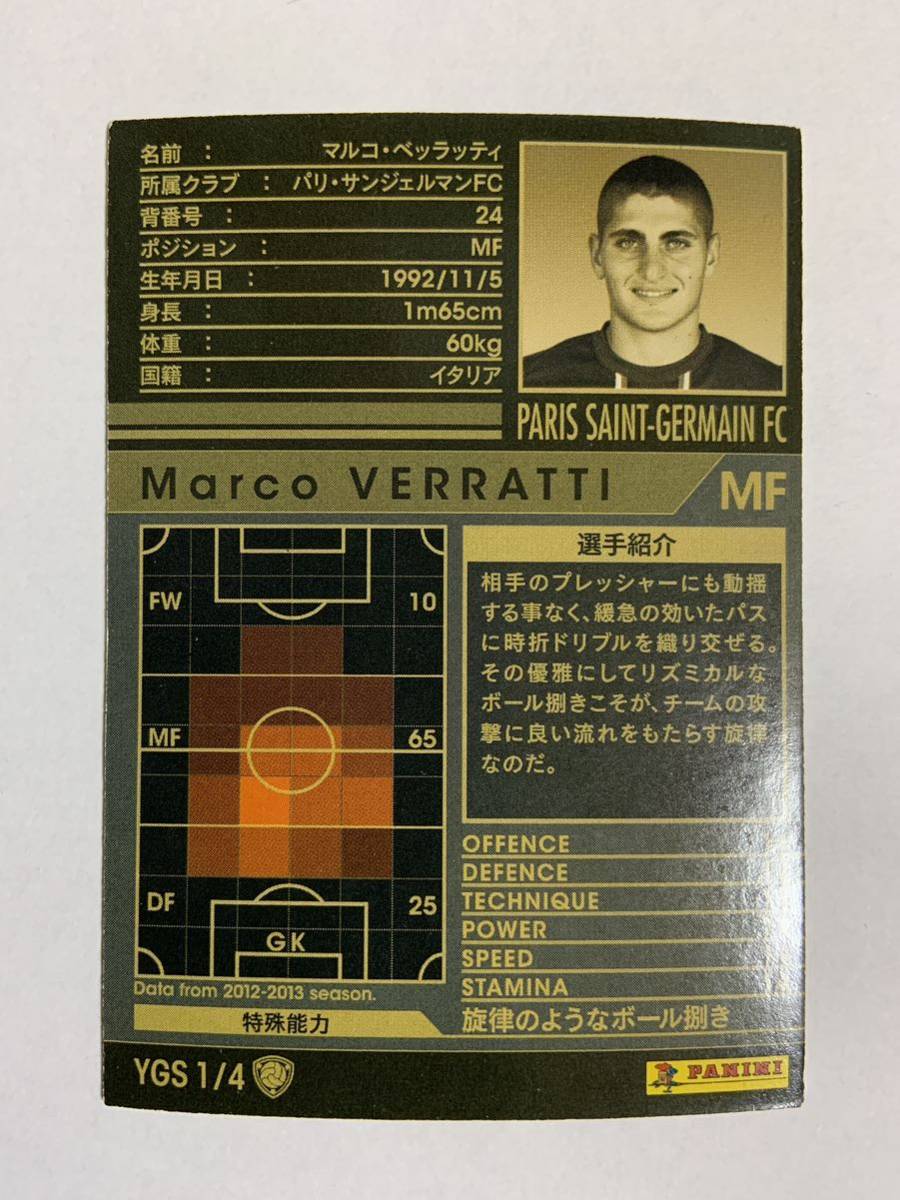 名前 : マルコ・ベッラッティ
所属クラブ : パリ・サンジェルマンFC
背番号 : 24
ポジション : MF
生年月日 : 1992/11/5
身長 : 1m65cm
体重 : 60kg
国籍 : イタリア
PARIS SAINT-GERMAIN FC
Marco VERRATTI
MF
FW 10
MF 65
DF 25
GK
Data from 2012-2013 season.
選手紹介
相手のプレッシャーにも動揺
する事なく、緩急の効いたパス
に時折ドリブルを織り交ぜる。
その優雅にしてリズミカルな
ボール捌きこそが、チームの攻
撃に良い流れをもたらす旋律
なのだ。
OFFENCE
DEFENCE
TECHNIQUE
POWER
SPEED
STAMINA
特殊能力
旋律のようなボール捌き
YGS 1/4
PANINI